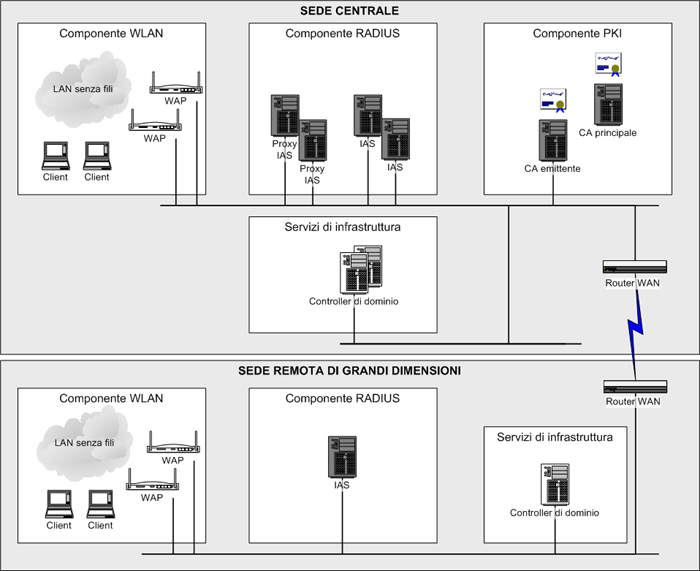 SEDE CENTRALE
Componente WLAN
Componente RADIUS
Componente PKI
LAN senza fili
WAP
WAP
Client
Client
Proxy
IAS
Proxy
IAS
IAS
IAS
CA principale
CA emittente
Servizi di infrastruttura
Controller di dominio
Router WAN
SEDE REMOTA DI GRANDI DIMENSIONI
Router WAN
Componente WLAN
Componente RADIUS
Servizi di infrastruttura
LAN senza fili
WAP
WAP
Client
Client
IAS
Controller di dominio